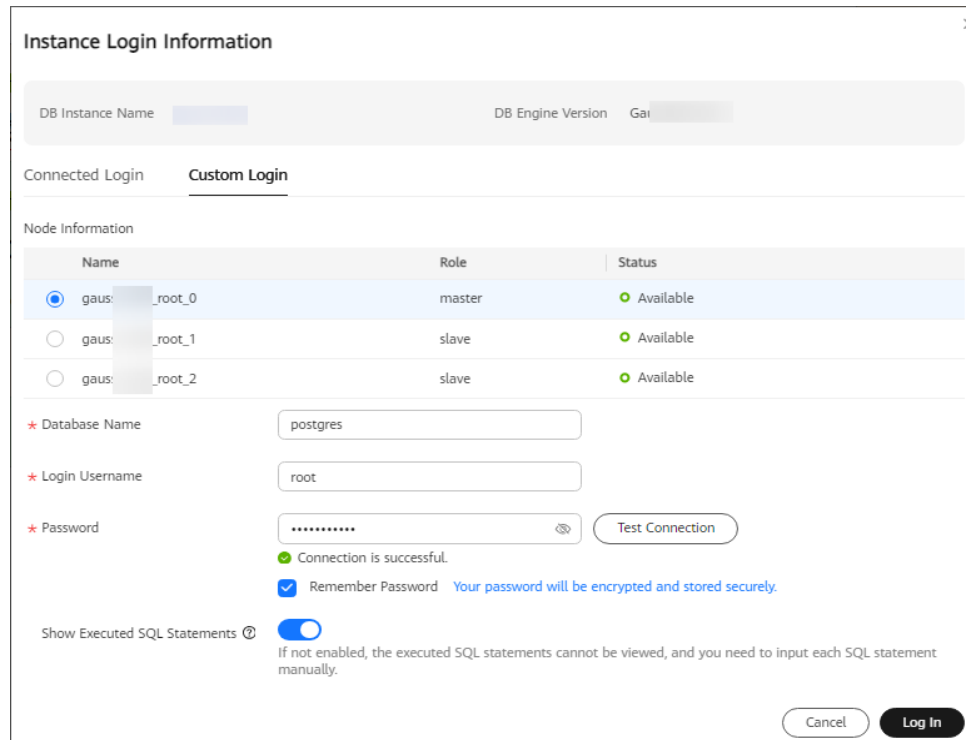 Instance Login Information
DB Instance Name DB Engine Version
Connected Login Custom Login
Node Information
Name Role Status
_root_0 master Available
_root_1 slave Available
_root_2 slave Available
* Database Name postgres
* Login Username root
* Password ••••••••••• Test Connection
Connection is successful.
Remember Password Your password will be encrypted and stored securely.
Show Executed SQL Statements
If not enabled, the executed SQL statements cannot be viewed, and you need to input each SQL statement
manually.
Cancel Log In